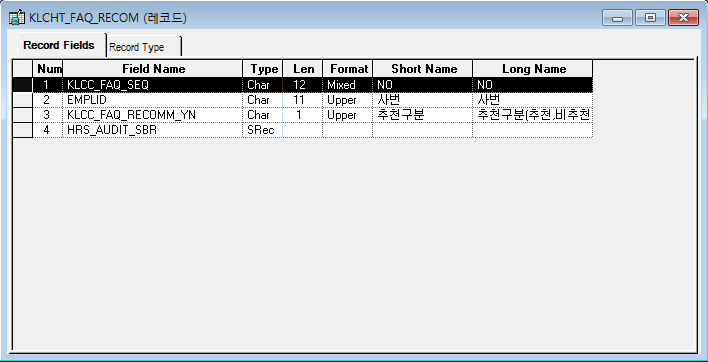 KLCHT_FAQ_RECOM (레코드)
Record Fields Record Type
Num Field Name Type Len Format Short Name Long Name
1 KLCC_FAQ_SEQ Char 12 Mixed NO NO
2 EMPLID Char 11 Upper 사번 사번
3 KLCC_FAQ_RECOMM_YN Char 1 Upper 추천구분 추천구분(추천,비추천
4 HRS_AUDIT_SBR SRec